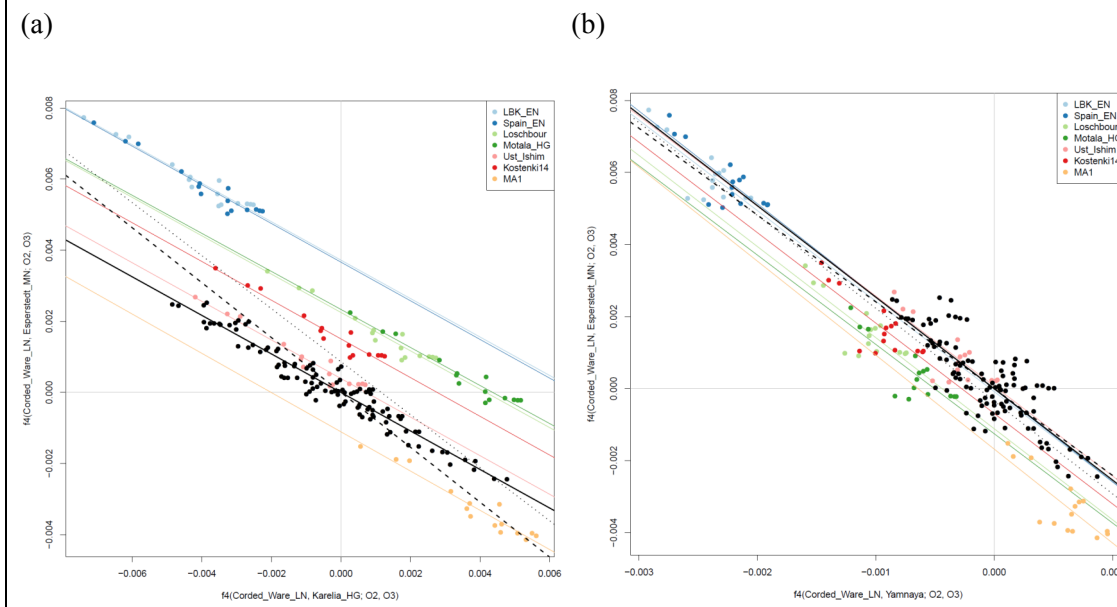 (a)
(b)
0.008
0.006
0.004
0.002
0.000
−0.002
−0.004
f4(Corded_Ware_LN, Esperstedt_MN; O2, O3)
LBK_EN
Spain_EN
Loschbour
Motala_HG
Ust_Ishim
Kostenki14
MA1
−0.006
−0.004
−0.002
0.000
0.002
0.004
0.006
f4(Corded_Ware_LN, Karelia_HG; O2, O3)
0.008
0.006
0.004
0.002
0.000
−0.002
−0.004
f4(Corded_Ware_LN, Esperstedt_MN; O2, O3)
LBK_EN
Spain_EN
Loschbour
Motala_HG
Ust_Ishim
Kostenki14
MA1
−0.003
−0.002
−0.001
0.000
f4(Corded_Ware_LN, Yamnaya; O2, O3)